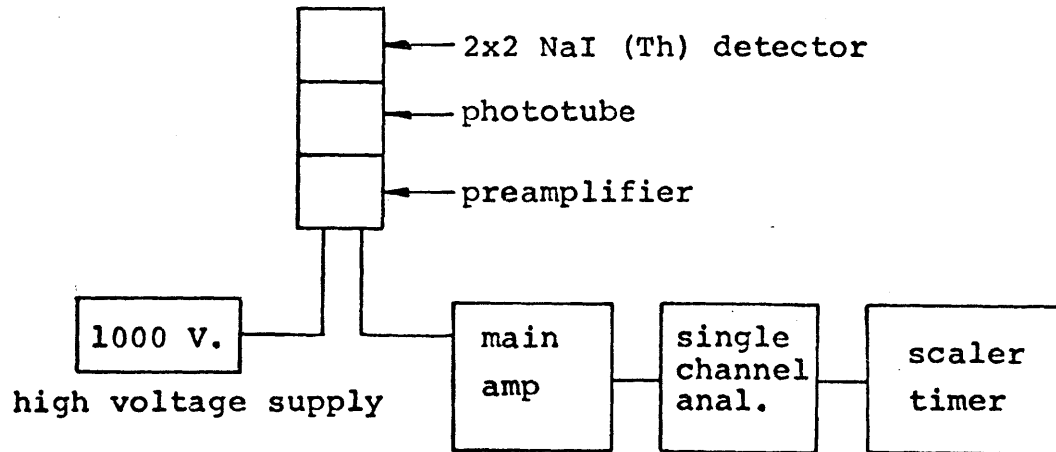 2x2 NaI (Th) detector
phototube
preamplifier
1000 V.
high voltage supply
main
amp
single
channel
anal.
scaler
timer